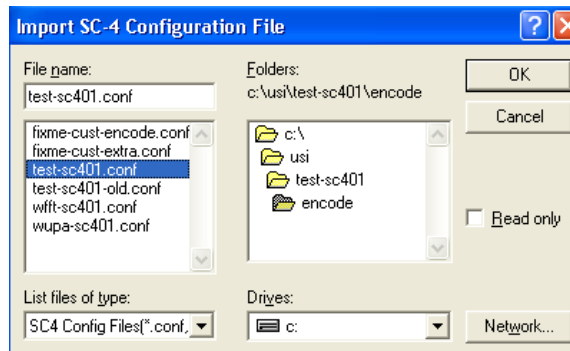 Import SC-4 Configuration File
File name:
test-sc401.conf
fixme-cust-encode.conf
fixme-cust-extra.conf
test-sc401.conf
test-sc401-old.conf
wfft-sc401.conf
wupa-sc401.conf
List files of type:
SC4 Config Files(*.conf,
Folders:
c:\usi\test-sc401\encode
c:\
usi
test-sc401
encode
Drives:
c:
OK
Cancel
Read only
Network...